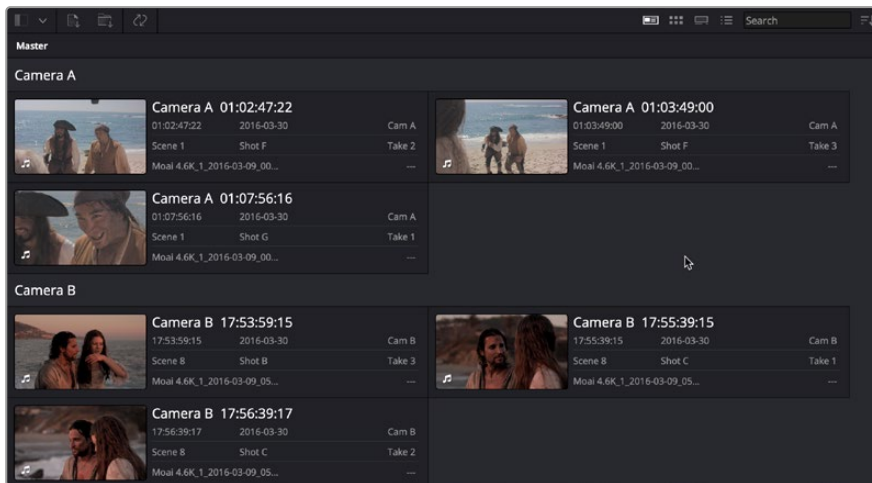 Search
Master
Camera A
Camera A 01:02:47:22
01:02:47:22 2016-03-30 Cam A
Scene 1 Shot F Take 2
Moai 4.6K_1_2016-03-09_00... ---
Camera A 01:03:49:00
01:03:49:00 2016-03-30 Cam A
Scene 1 Shot F Take 3
Moai 4.6K_1_2016-03-09_00... ---
Camera A 01:07:56:16
01:07:56:16 2016-03-30 Cam A
Scene 1 Shot G Take 1
Moai 4.6K_1_2016-03-09_00... ---
Camera B
Camera B 17:53:59:15
17:53:59:15 2016-03-30 Cam B
Scene 8 Shot B Take 3
Moai 4.6K_1_2016-03-09_05... ---
Camera B 17:55:39:15
17:55:39:15 2016-03-30 Cam B
Scene 8 Shot C Take 1
Moai 4.6K_1_2016-03-09_05... ---
Camera B 17:56:39:17
17:56:39:17 2016-03-30 Cam B
Scene 8 Shot C Take 2
Moai 4.6K_1_2016-03-09_05... ---